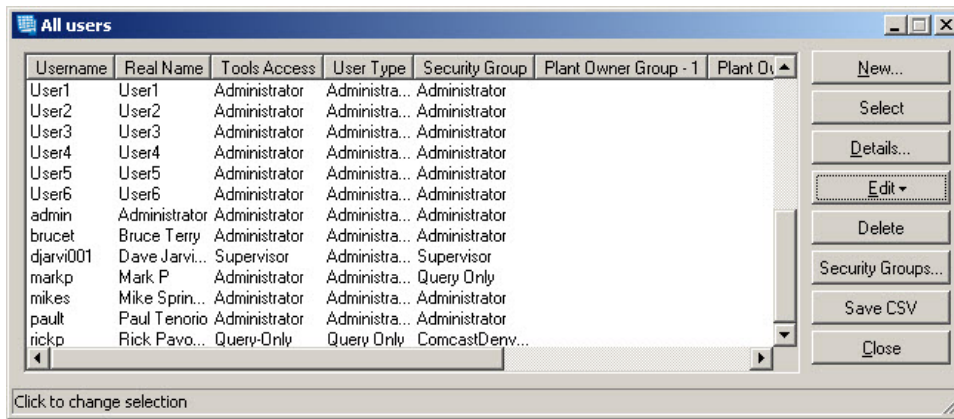 All users
Username Real Name Tools Access User Type Security Group Plant Owner Group - 1 Plant Ow
User1 User1 Administrator Administra... Administrator
User2 User2 Administrator Administra... Administrator
User3 User3 Administrator Administra... Administrator
User4 User4 Administrator Administra... Administrator
User5 User5 Administrator Administra... Administrator
User6 User6 Administrator Administra... Administrator
admin Administrator Administrator Administra... Administrator
brucet Bruce Terry Administrator Administra... Administrator
djarvi001 Dave Jarvi... Supervisor Administra... Supervisor
markp Mark P Administrator Administra... Query Only
mikes Mike Sprin... Administrator Administra... Administrator
pault Paul Tenorio Administrator Administra... Administrator
rickp Rick Pavo... Query-Only Query Only ComcastDenv...
New...
Select
Details...
Edit
Delete
Security Groups...
Save CSV
Close
Click to change selection